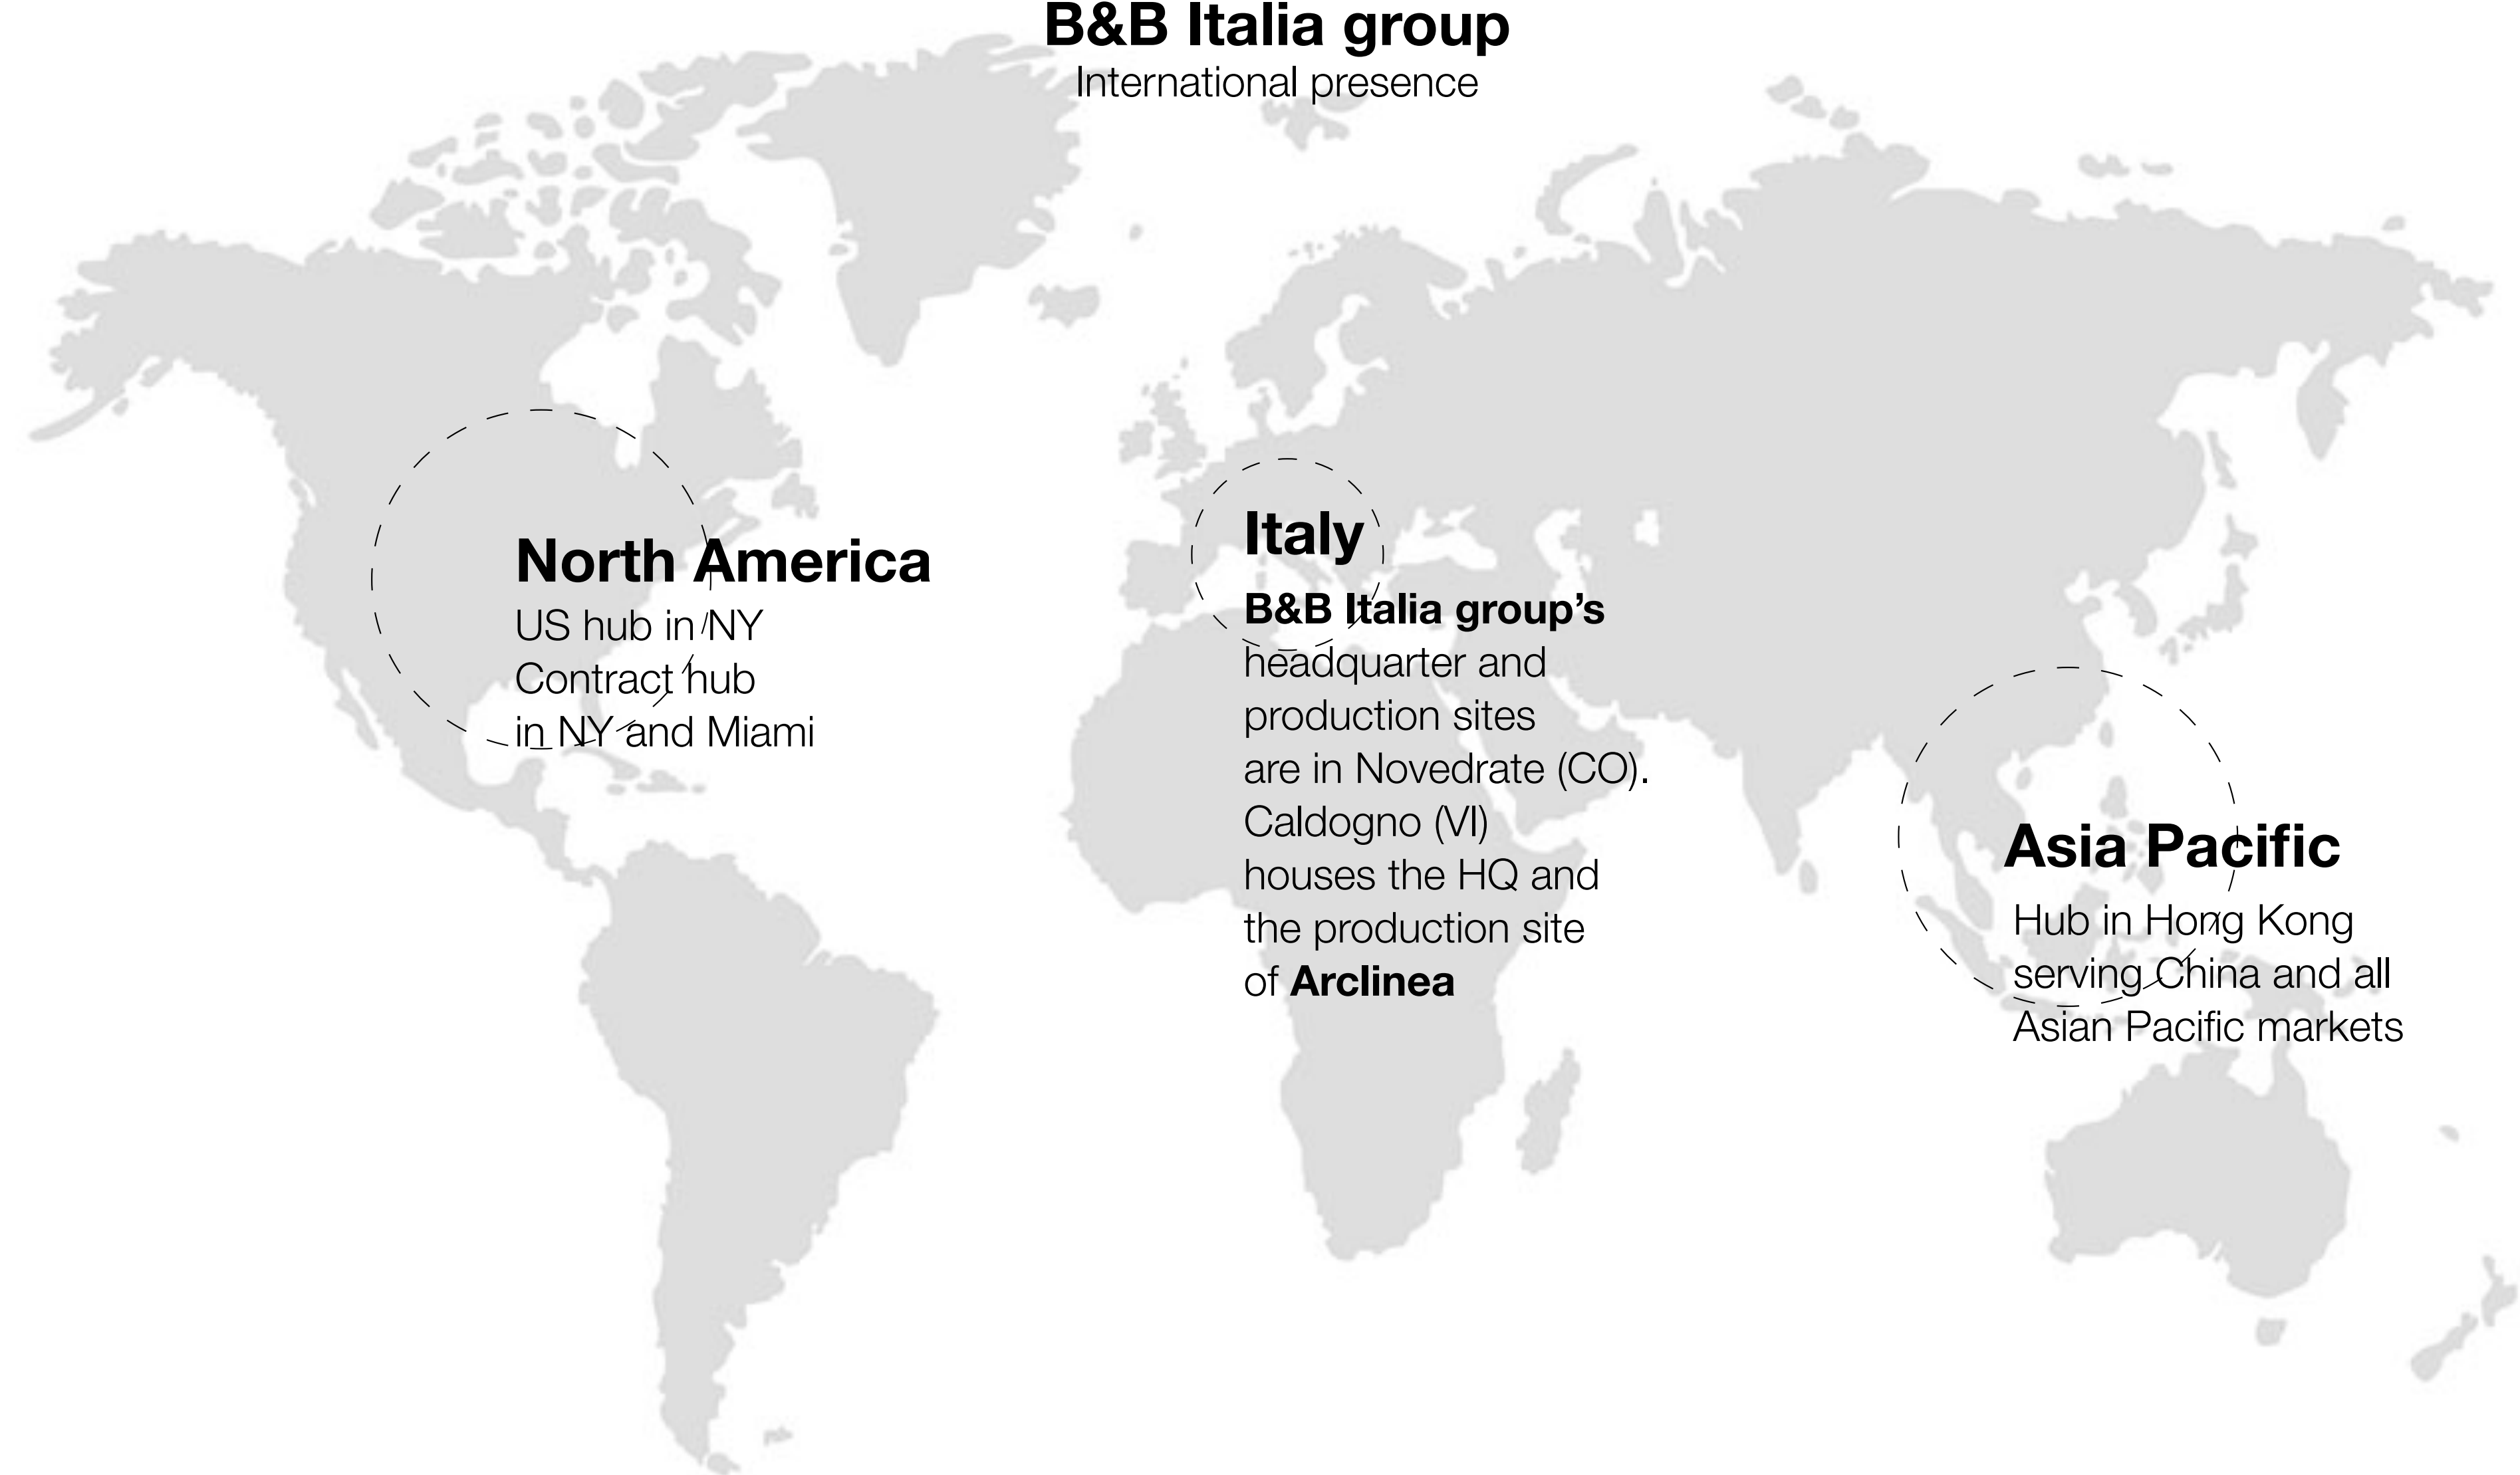 B&B Italia group
International presence
North America
US hub in NY
Contract hub
in NY and Miami
Italy
B&B Italia group’s
headquarter and
production sites
are in Novedrate (CO).
Caldogno (VI)
houses the HQ and
the production site
of Arclinea
Asia Pacific
Hub in Hong Kong
serving China and all
Asian Pacific markets